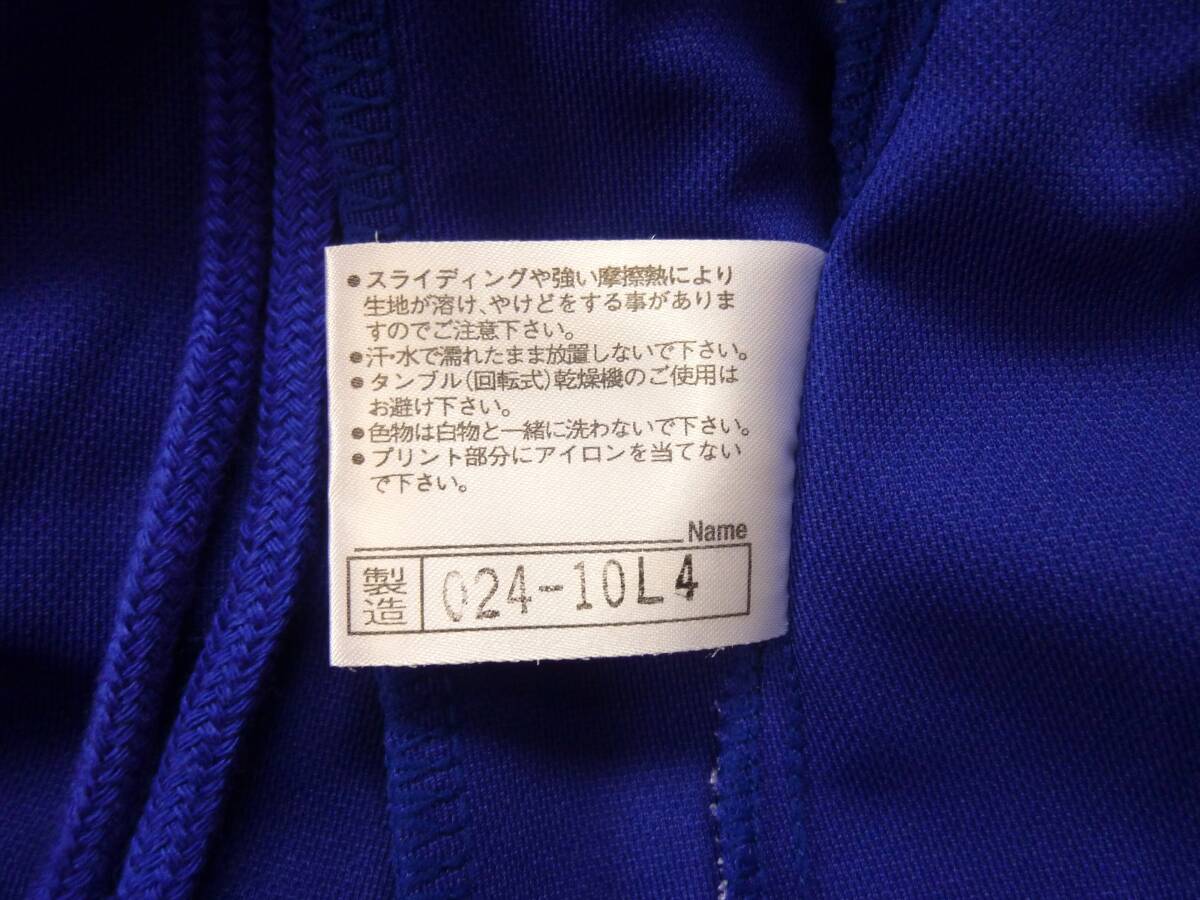 ●スライディングや強い摩擦熱により
生地が溶け、やけどをする事がありま
すのでご注意下さい。
●汗・水で濡れたまま放置しないで下さい。
●タンブル(回転式)乾燥機のご使用は
お避け下さい。
●色物は白物と一緒に洗わないで下さい。
●プリント部分にアイロンを当てない
で下さい。
Name
製造 024-10L4